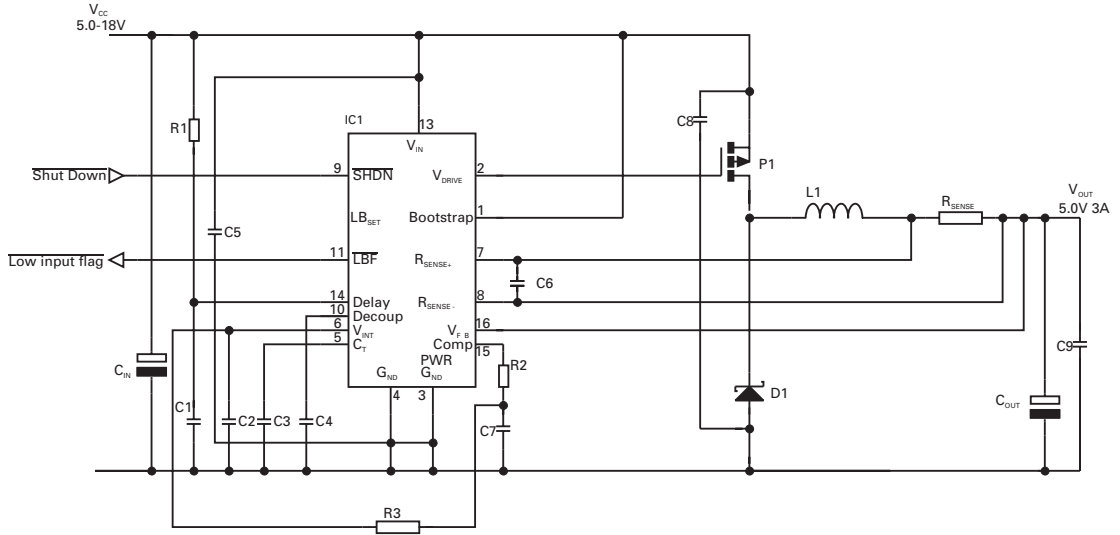 VCC
5.0-18V
IC1
13
VIN
R1
C8
P1
Shut Down
9
SHDN
VDRIVE
2
L1
RSENSE
VOUT
5.0V 3A
LBSET
Bootstrap
1
C5
Low input flag
11
LBF
RSENSE+
7
C6
14
Delay
RSENSE-
8
10
Decoup
6
VINT
VFB
16
5
CT
Comp
15
PWR
GND
GND
R2
C9
CIN
4
3
D1
COUT
C1
C2
C3
C4
C7
R3